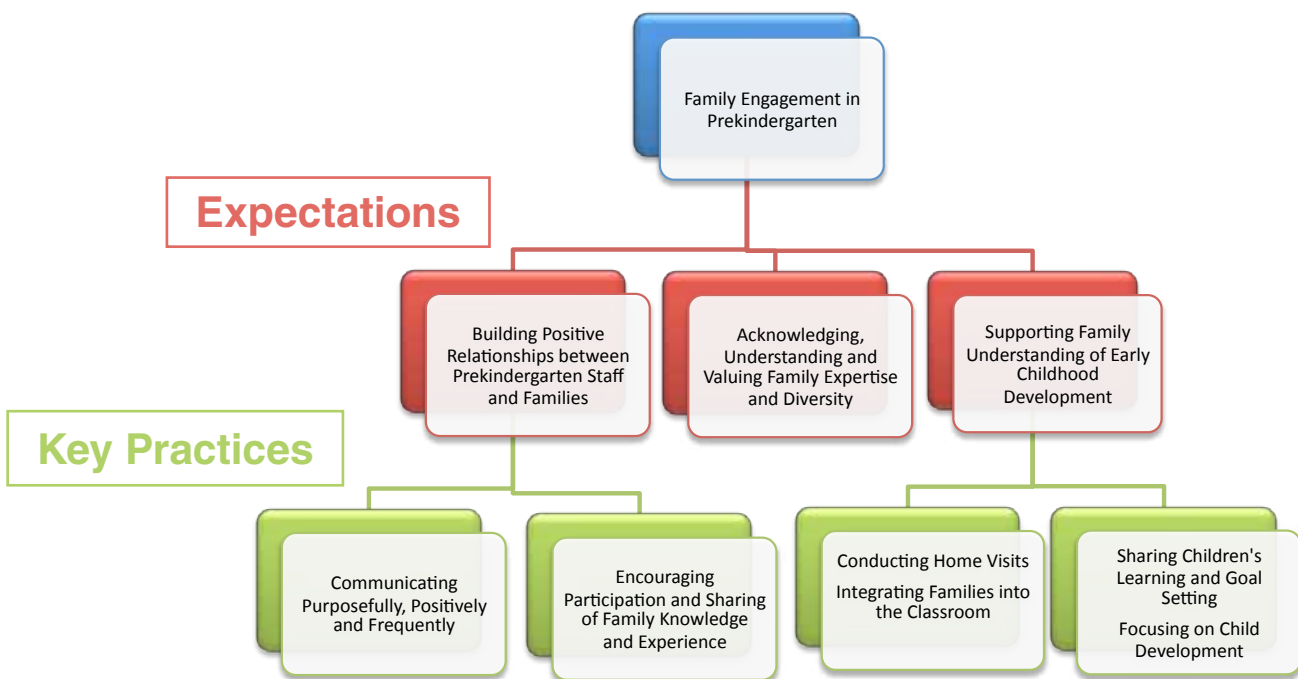 Family Engagement in
Prekindergarten
Expectations
Building Positive
Relationships between
Prekindergarten Staff
and Families
Acknowledging,
Understanding and
Valuing Family Expertise
and Diversity
Supporting Family
Understanding of Early
Childhood
Development
Key Practices
Communicating
Purposefully, Positively
and Frequently
Encouraging
Participation and Sharing
of Family Knowledge
and Experience
Conducting Home Visits
Integrating Families into
the Classroom
Sharing Children's
Learning and Goal
Setting
Focusing on Child
Development